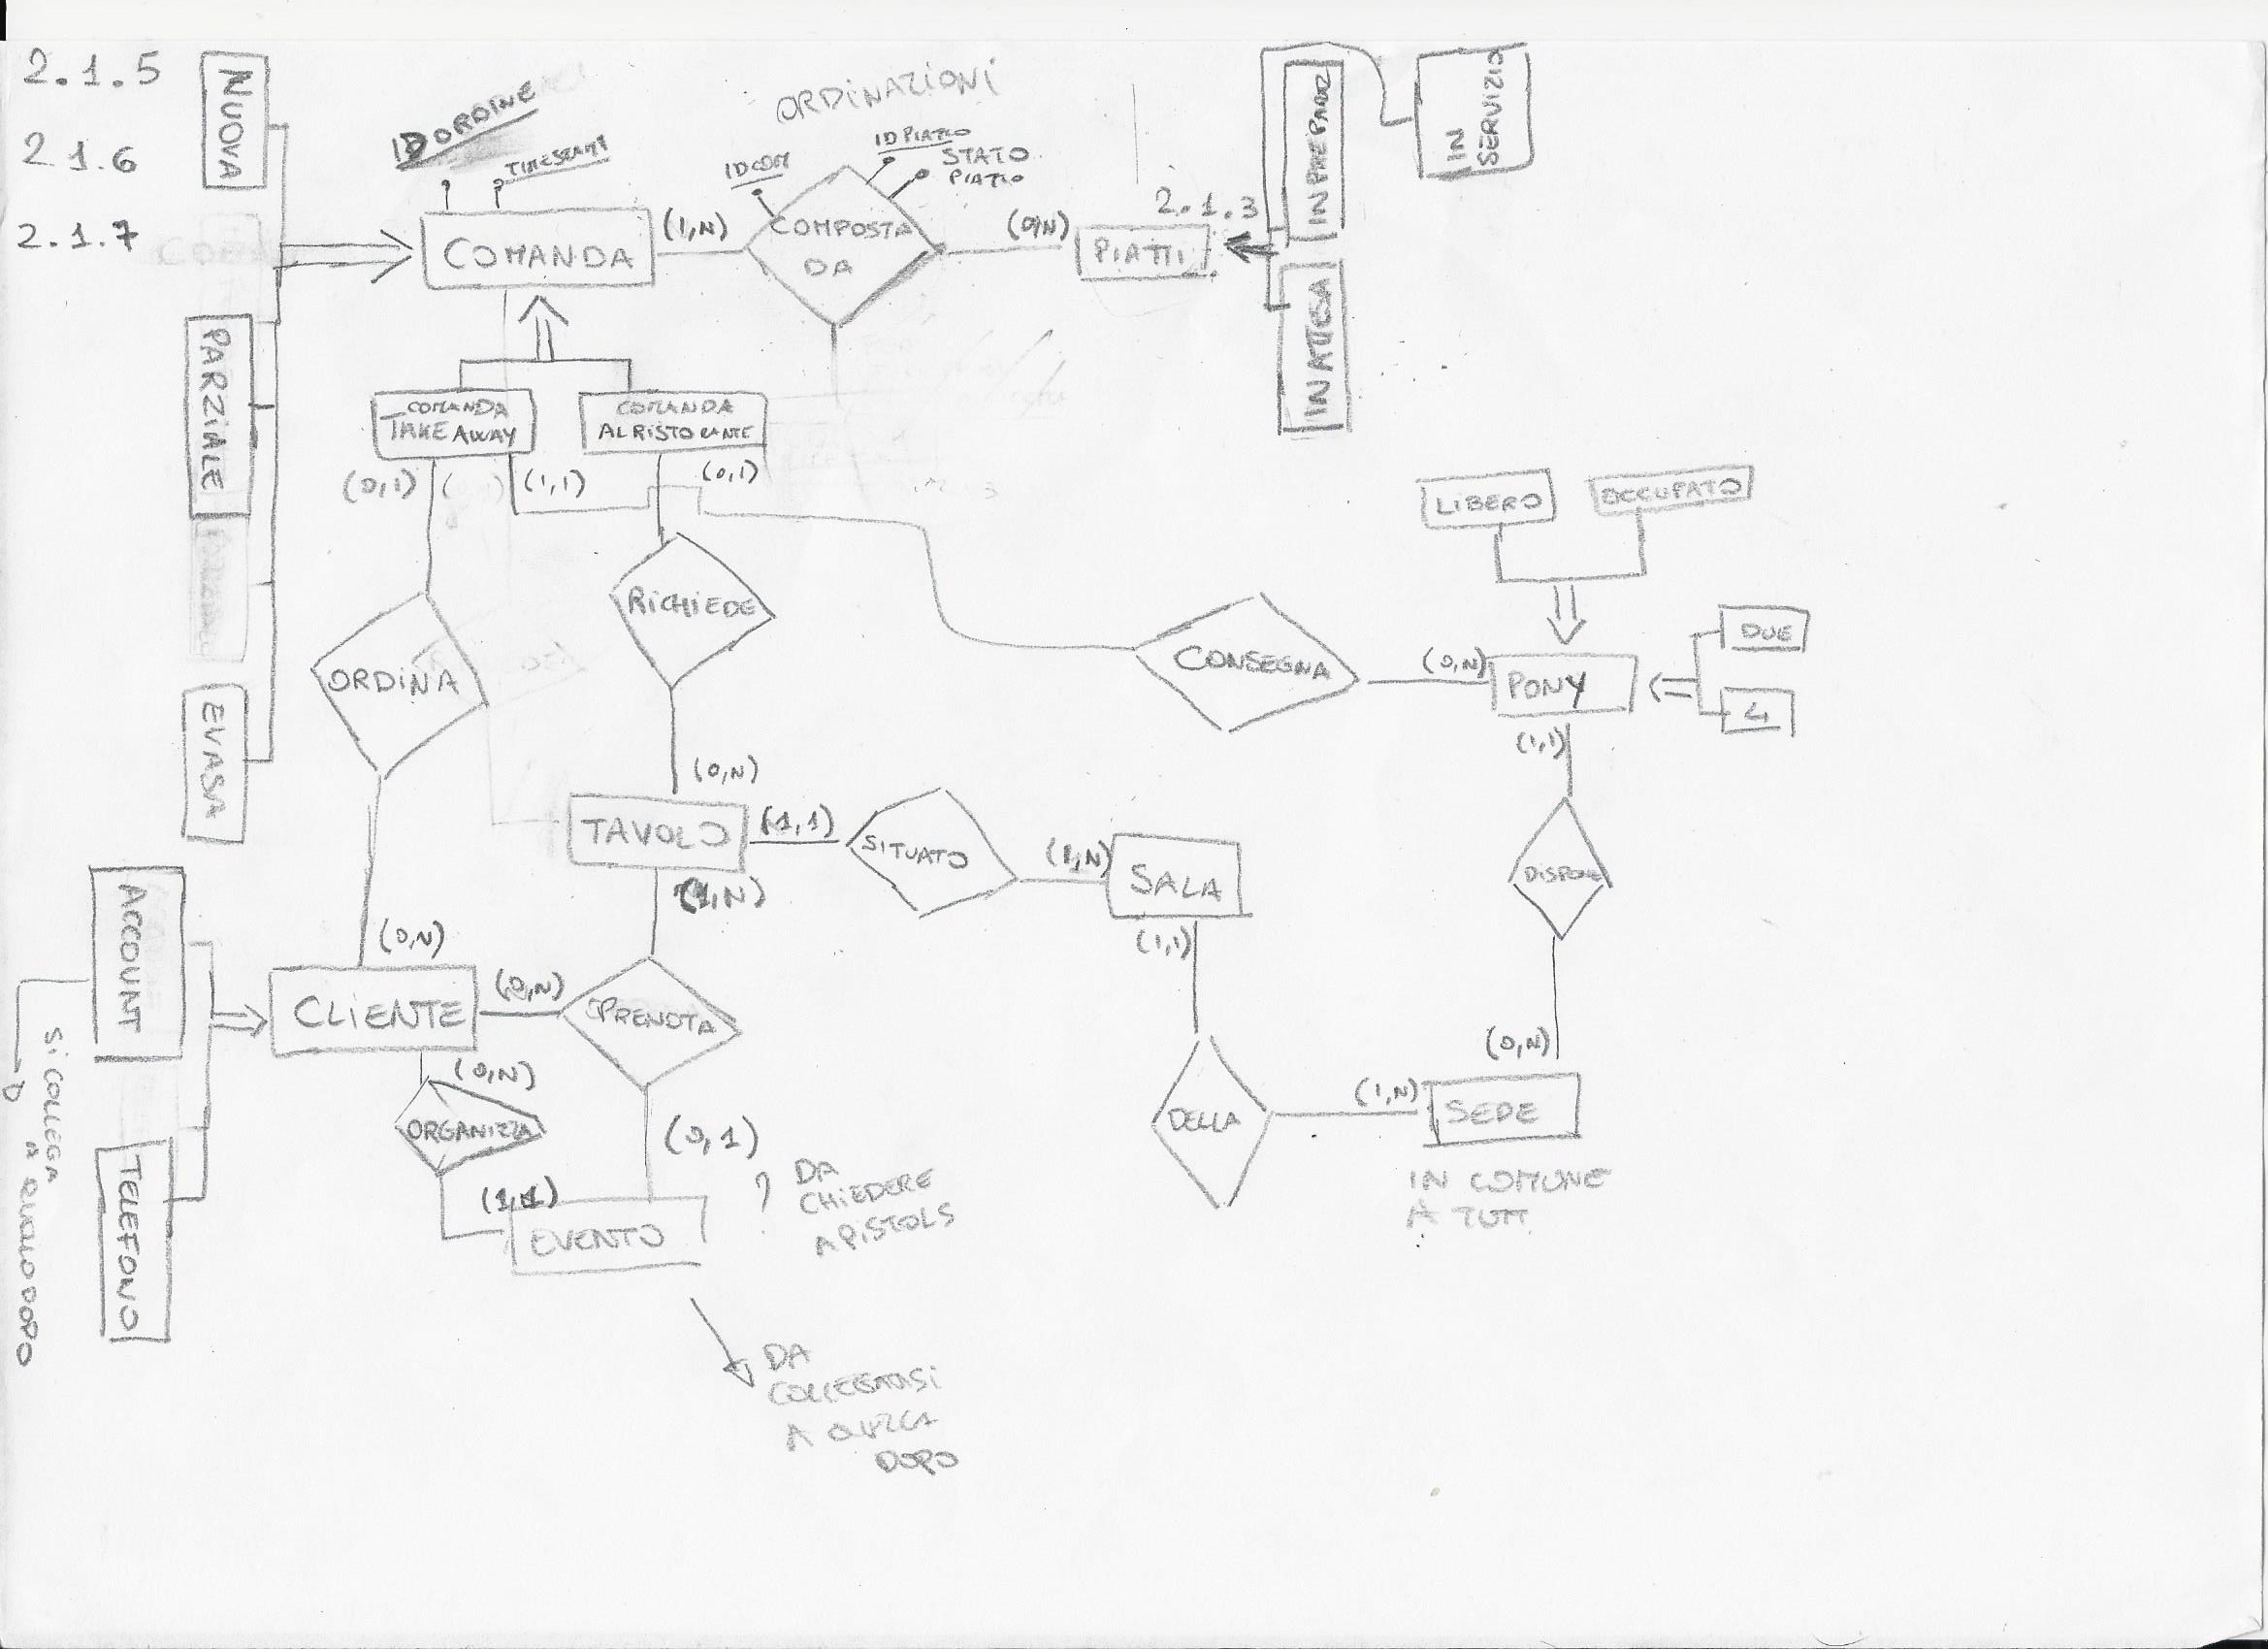 2.1.5
2.1.6
2.1.7
NUOVA
PARZIALE
EVASA
ID ORDINE
TIMESTAMP
COMANDA
(1,N)
ORDINAZIONI
IDCOM
IDPIATTO
STATO
PIATTO
COMPOSTA
DA
(0,N)
2.1.3
PIATTI
IN PREPARAZ
IN
SERVIZIO
IN ATTESA
COMANDA
TAKE AWAY
COMANDA
AL RISTORANTE
(0,1)
(1,1)
(0,1)
ORDINA
RICHIEDE
CONSEGNA
(0,N)
LIBERO
OCCUPATO
PONY
DUE
4
(1,1)
DISPONE
(0,N)
(0,N)
TAVOLO
(1,1)
SITUATO
(1,N)
SALA
(1,N)
(1,1)
DELLA
(1,N)
SEDE
IN COMUNE
A TUTTI
ACCOUNT
TELEFONO
SI COLLEGA
A QUELLO DOPO
(0,N)
CLIENTE
(0,N)
PRENOTA
(0,N)
ORGANIZZA
(1,1)
(0,1)
EVENTO
? DA
CHIEDERE
A PISTOLS
DA
COLLEGARSI
A QUELLA
DOPO